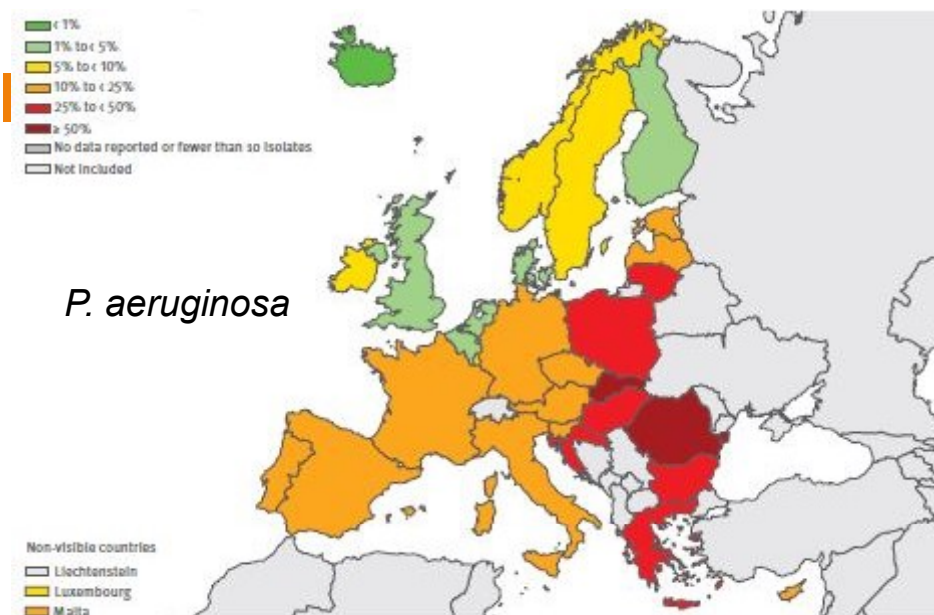 < 1%
1% to < 5%
5% to < 10%
10% to < 25%
25% to < 50%
≥ 50%
No data reported or fewer than 10 isolates
Not included
P. aeruginosa
Non-visible countries
Liechtenstein
Luxembourg
Malta